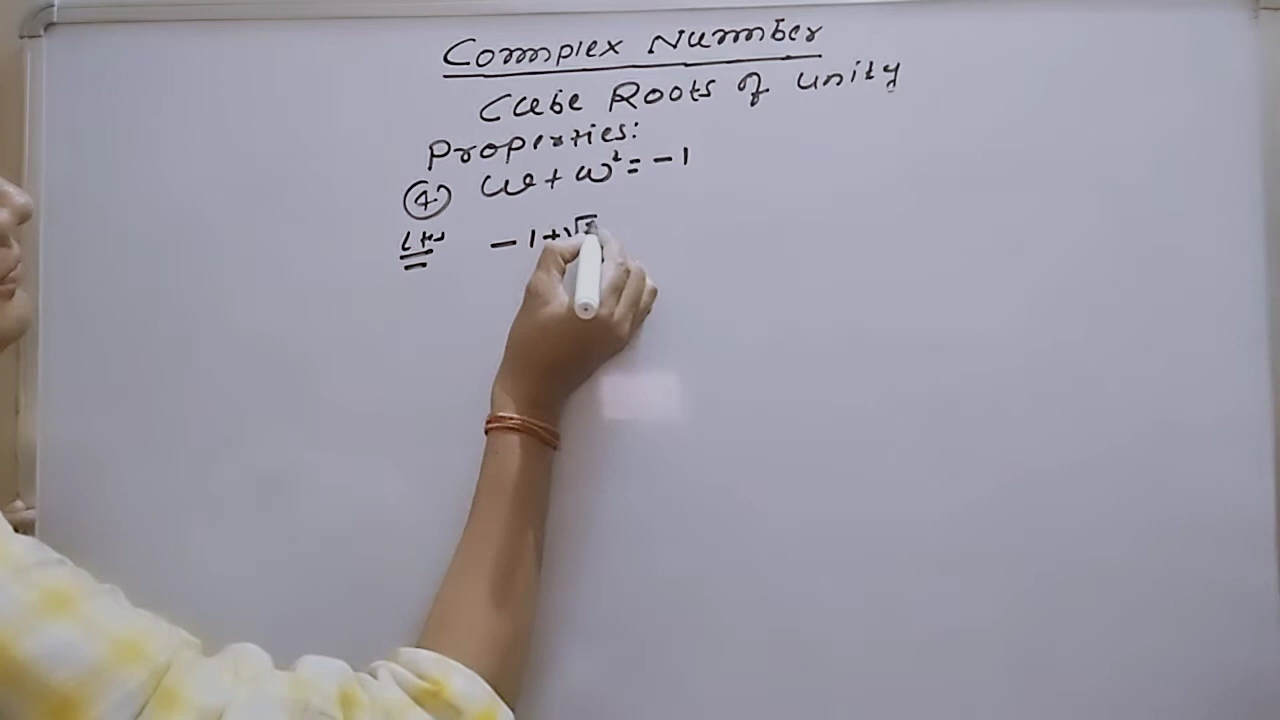 Complex Number
Cube Roots of unity
Properties:
④ ω + ω² = -1
LHS - 1 + √